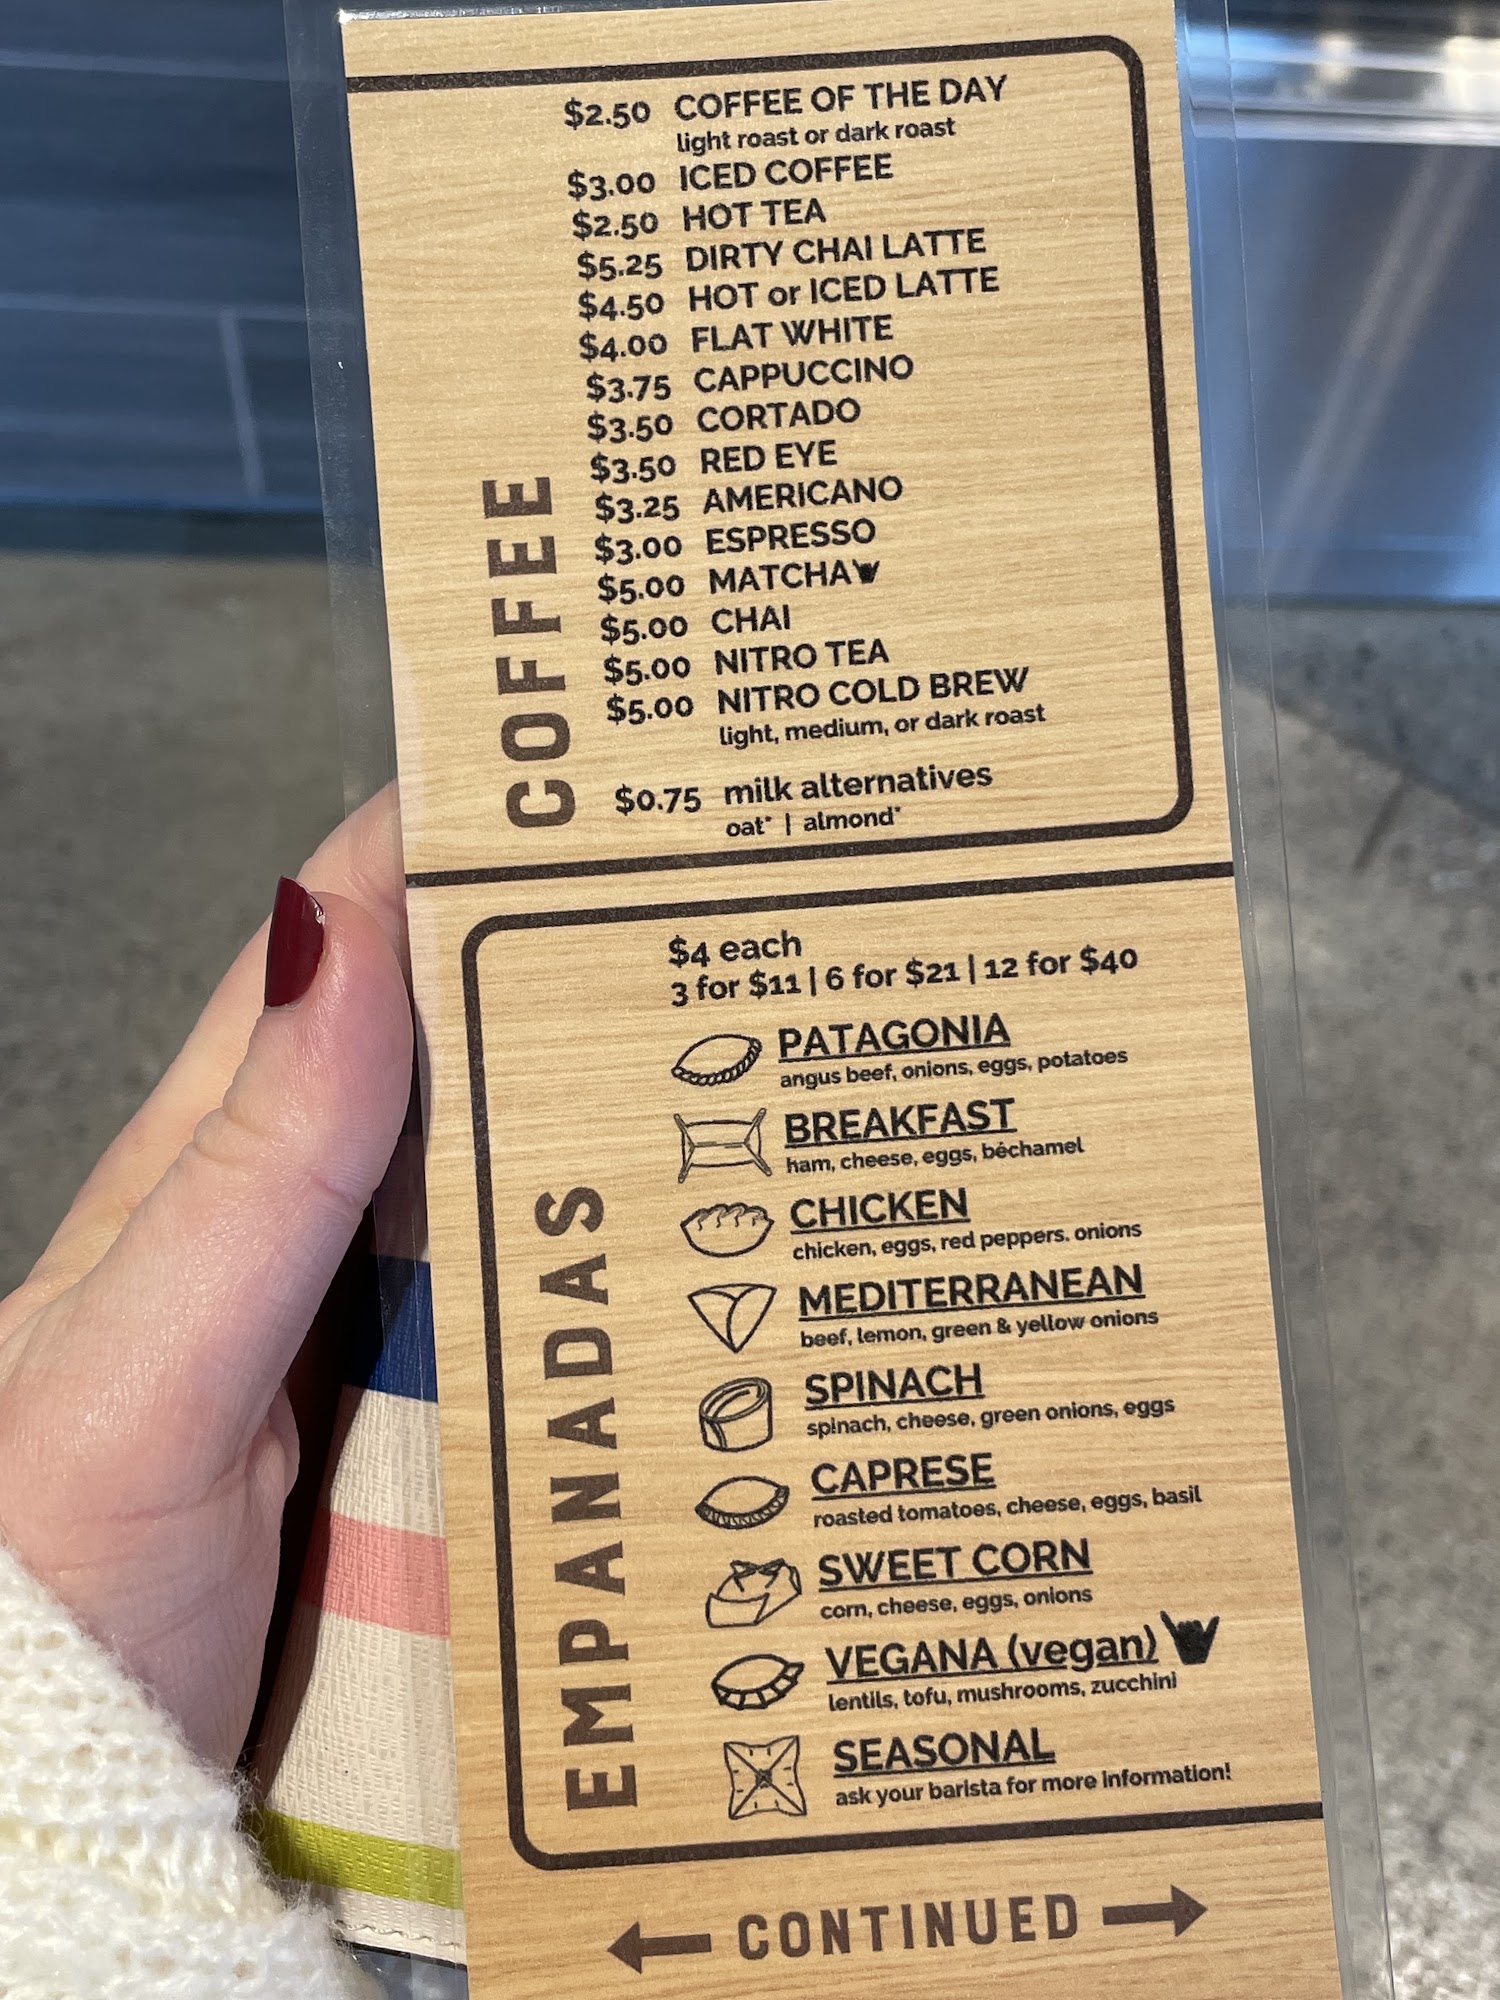 COFFEE
$2.50 COFFEE OF THE DAY
light roast or dark roast
$3.00 ICED COFFEE
$2.50 HOT TEA
$5.25 DIRTY CHAI LATTE
$4.50 HOT or ICED LATTE
$4.00 FLAT WHITE
$3.75 CAPPUCCINO
$3.50 CORTADO
$3.50 RED EYE
$3.25 AMERICANO
$3.00 ESPRESSO
$5.00 MATCHA
$5.00 CHAI
$5.00 NITRO TEA
$5.00 NITRO COLD BREW
light, medium, or dark roast
$0.75 milk alternatives
oat* | almond*
EMPANADAS
$4 each
3 for $11 | 6 for $21 | 12 for $40
PATAGONIA
angus beef, onions, eggs, potatoes
BREAKFAST
ham, cheese, eggs, béchamel
CHICKEN
chicken, eggs, red peppers. onions
MEDITERRANEAN
beef, lemon, green & yellow onions
SPINACH
spinach, cheese, green onions, eggs
CAPRESE
roasted tomatoes, cheese, eggs, basil
SWEET CORN
corn, cheese, eggs, onions
VEGANA (vegan)
lentils, tofu, mushrooms, zucchini
SEASONAL
ask your barista for more information!
← CONTINUED →